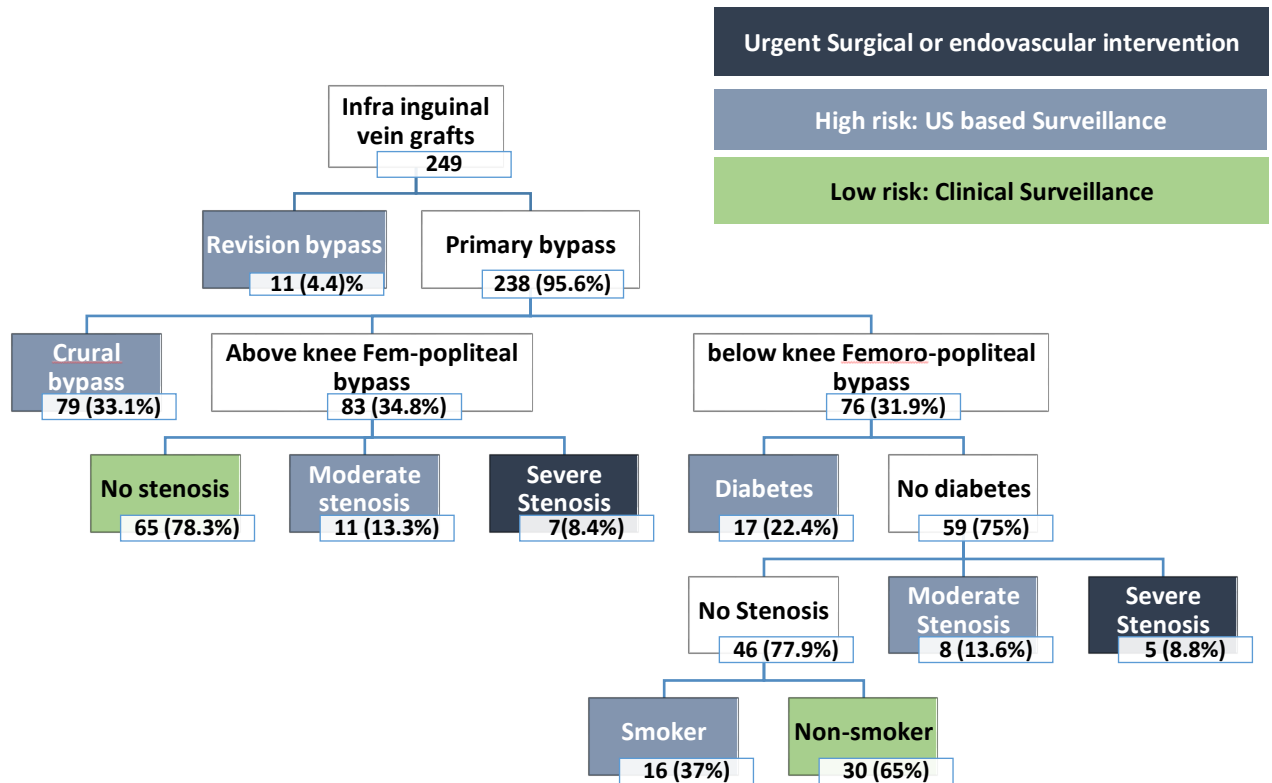 Urgent Surgical or endovascular intervention
High risk: US based Surveillance
Low risk: Clinical Surveillance
Infra inguinal
vein grafts
249
Revision bypass
11 (4.4)%
Primary bypass
238 (95.6%)
Crural
bypass
79 (33.1%)
Above knee Fem-popliteal
bypass
83 (34.8%)
below knee Femoro-popliteal
bypass
76 (31.9%)
No stenosis
65 (78.3%)
Moderate
stenosis
11 (13.3%)
Severe
Stenosis
7(8.4%)
Diabetes
17 (22.4%)
No diabetes
59 (75%)
No Stenosis
46 (77.9%)
Moderate
Stenosis
8 (13.6%)
Severe
Stenosis
5 (8.8%)
Smoker
16 (37%)
Non-smoker
30 (65%)